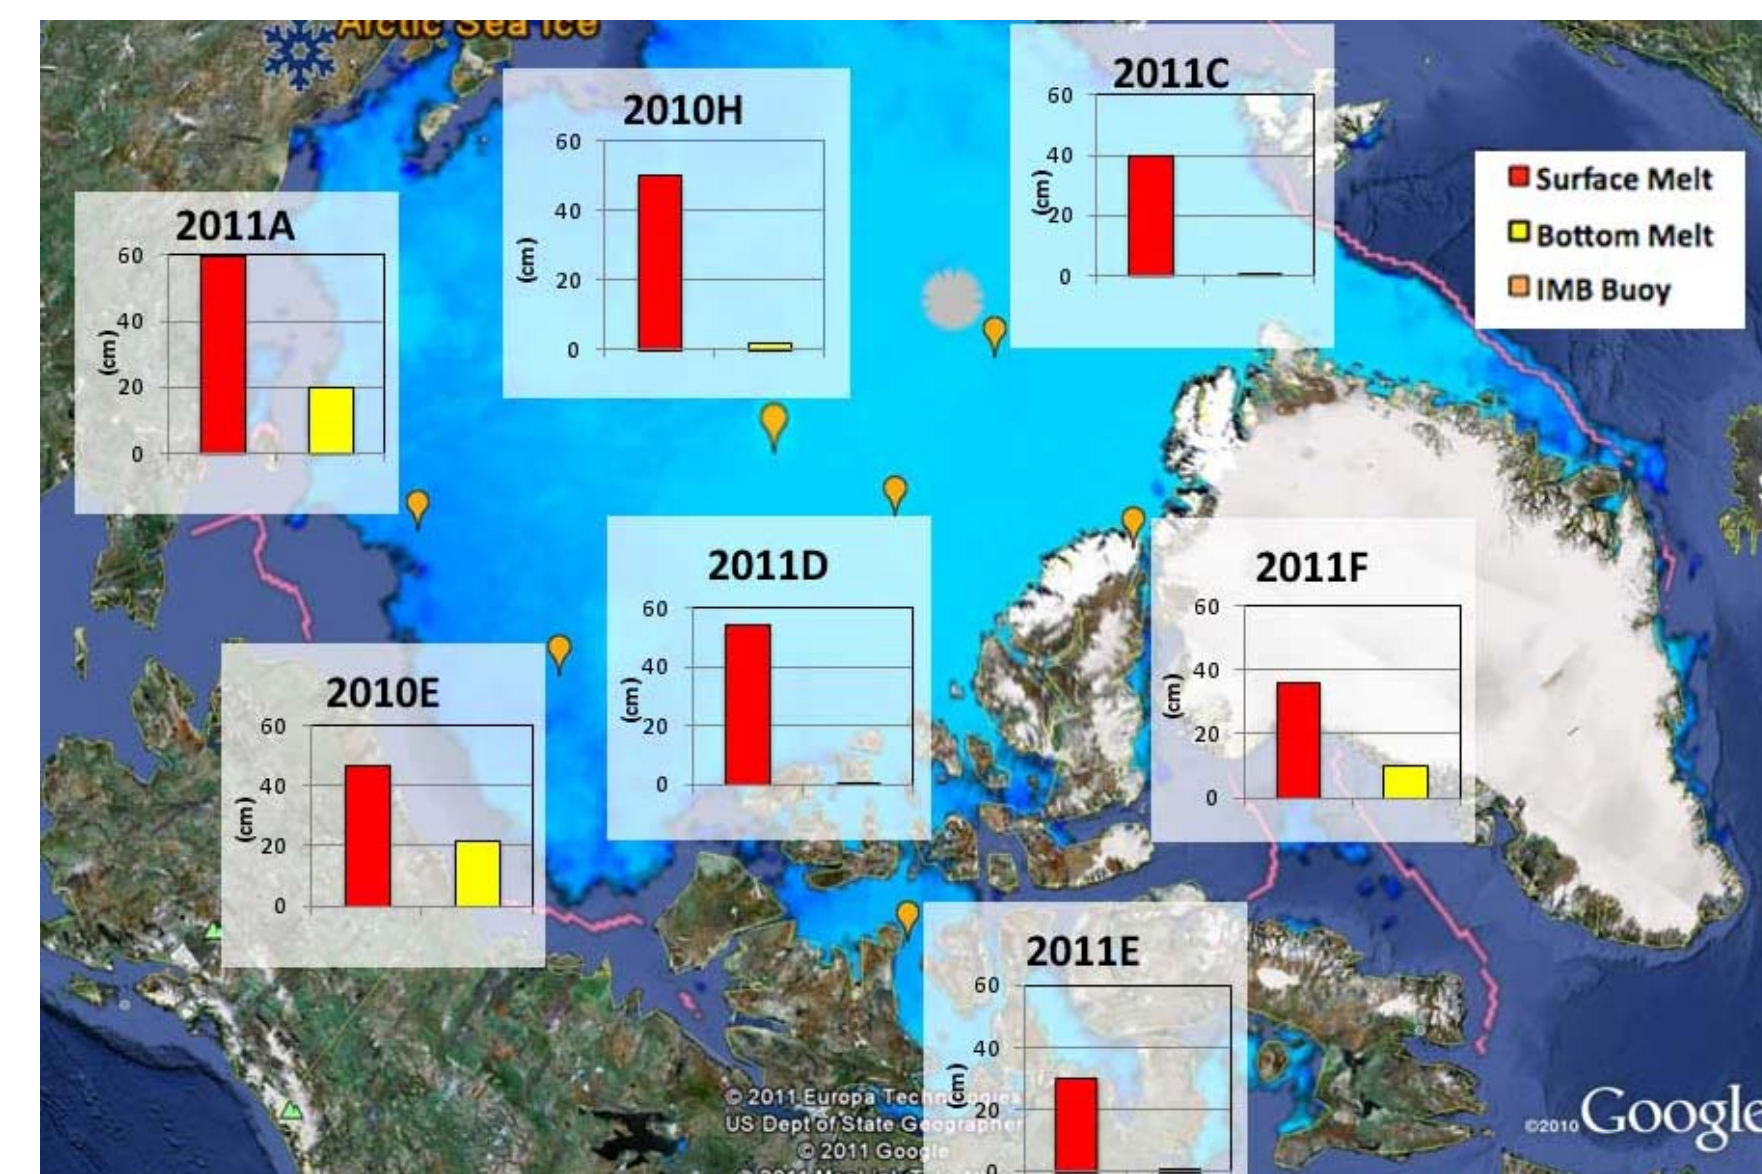 Arctic Sea Ice
2011C
60
40
20
0
(cm)
2010H
60
40
20
0
(cm)
Surface Melt
Bottom Melt
IMB Buoy
2011A
60
40
20
0
(cm)
2011D
60
40
20
0
(cm)
2011F
60
40
20
0
(cm)
2010E
60
40
20
0
(cm)
2011E
60
40
20
0
(cm)
© 2011 Europa Technologies
US Dept of State Geographer
© 2011 Google
©2010 Google